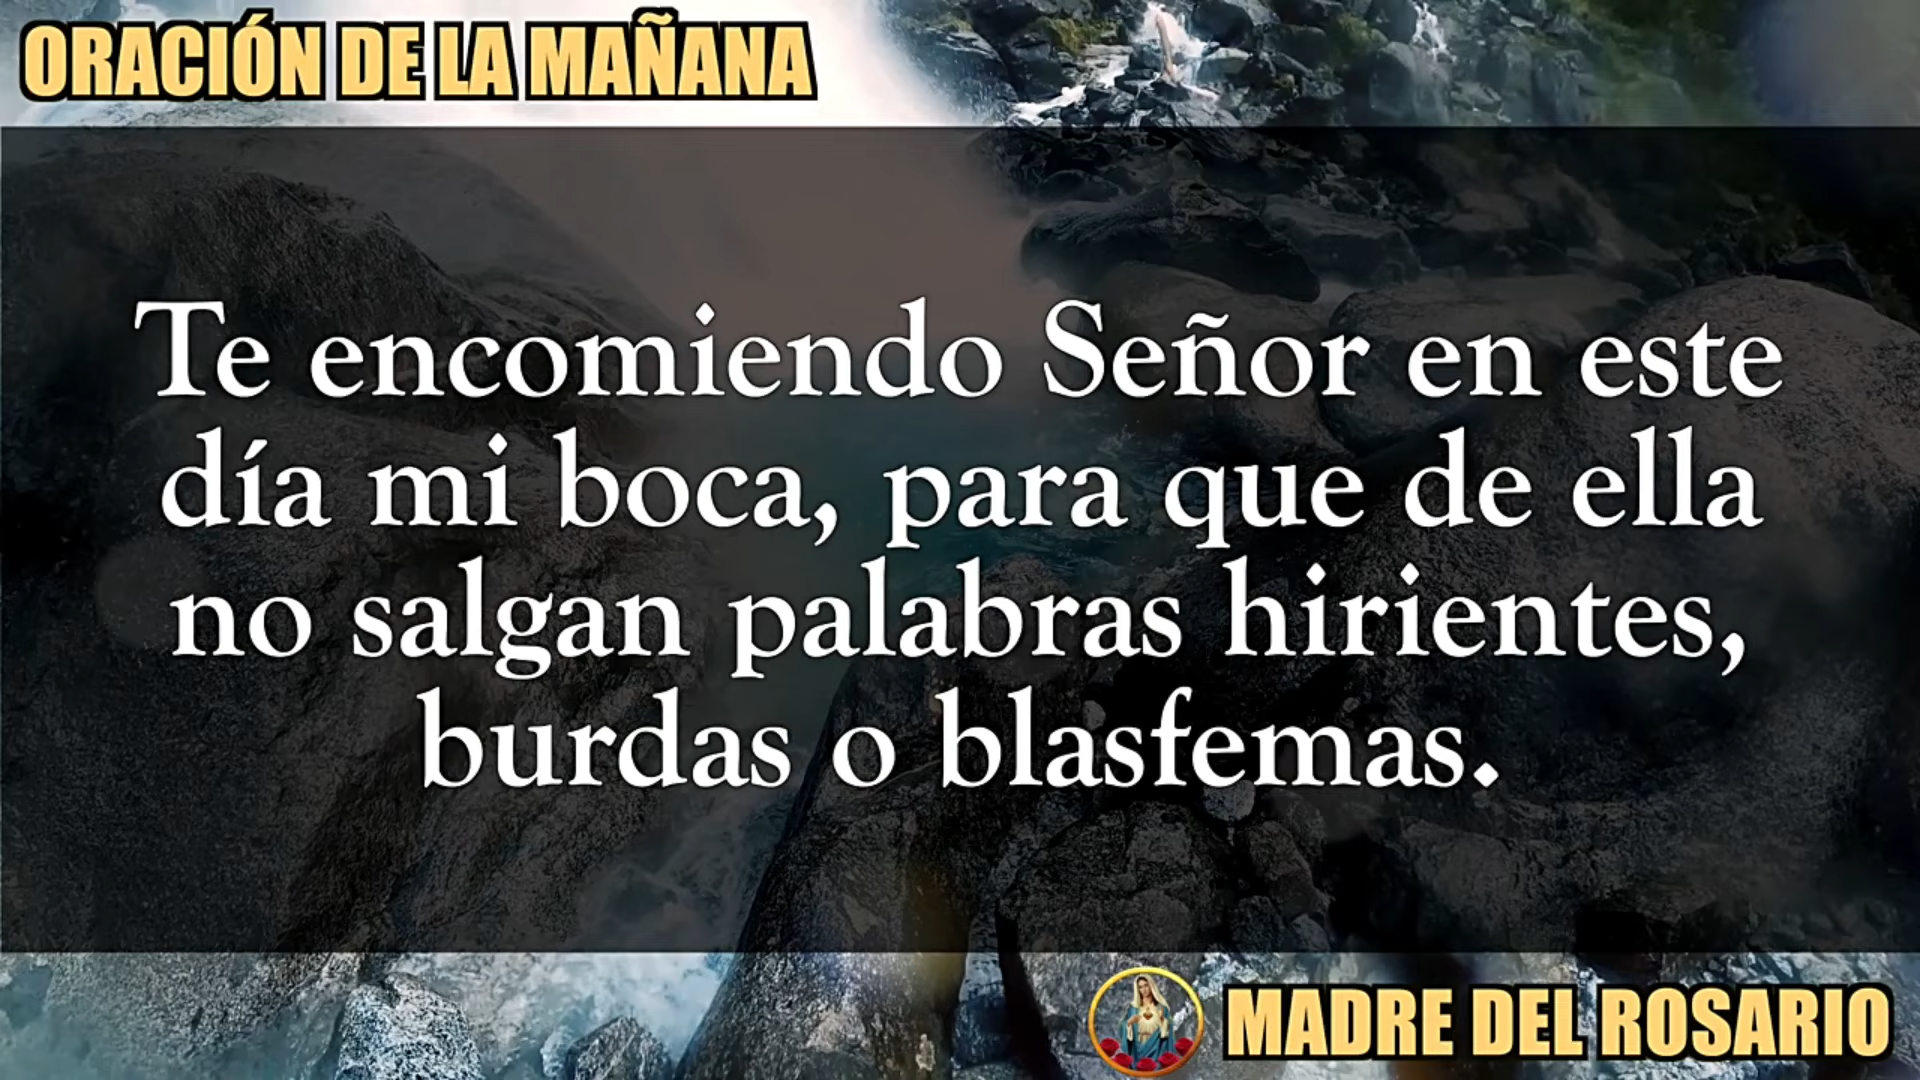 ORACIÓN DE LA MAÑANA
Te encomiendo Señor en este
día mi boca, para que de ella
no salgan palabras hirientes,
burdas o blasfemas.
MADRE DEL ROSARIO